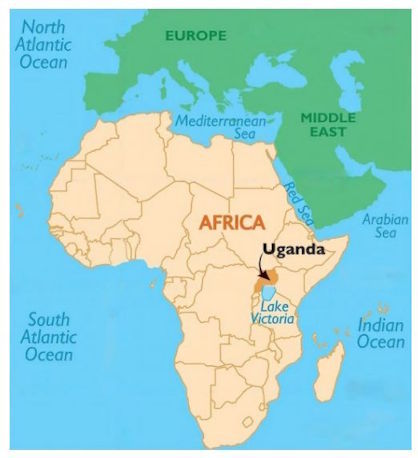 North
Atlantic
Ocean
EUROPE
Mediterranean
Sea
MIDDLE
EAST
Red Sea
Arabian
Sea
AFRICA
Uganda
Lake
Victoria
South
Atlantic
Ocean
Indian
Ocean